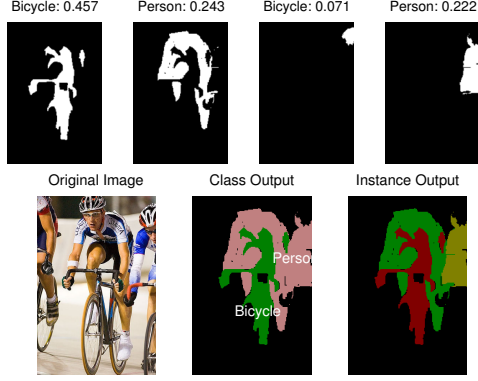 Bicycle: 0.457
Person: 0.243
Bicycle: 0.071
Person: 0.222
Original Image
Class Output
Instance Output
Perso
Bicycle